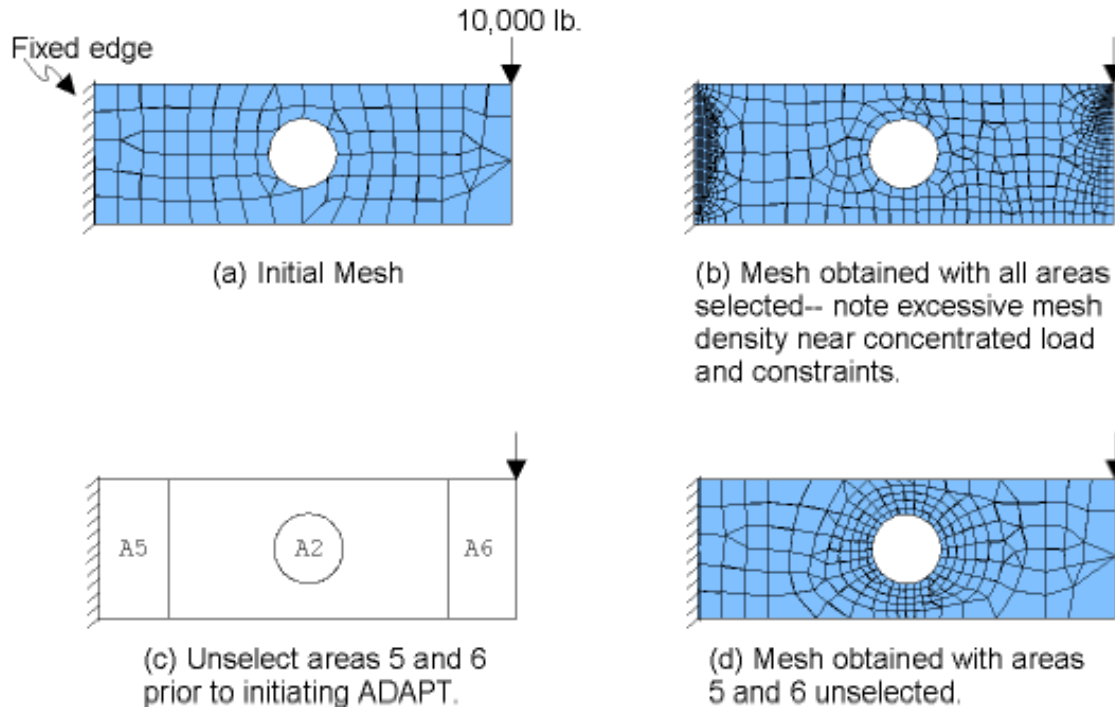 10,000 lb.
Fixed edge
(a) Initial Mesh
(b) Mesh obtained with all areas
selected-- note excessive mesh
density near concentrated load
and constraints.
A5
A2
A6
(c) Unselect areas 5 and 6
prior to initiating ADAPT.
(d) Mesh obtained with areas
5 and 6 unselected.